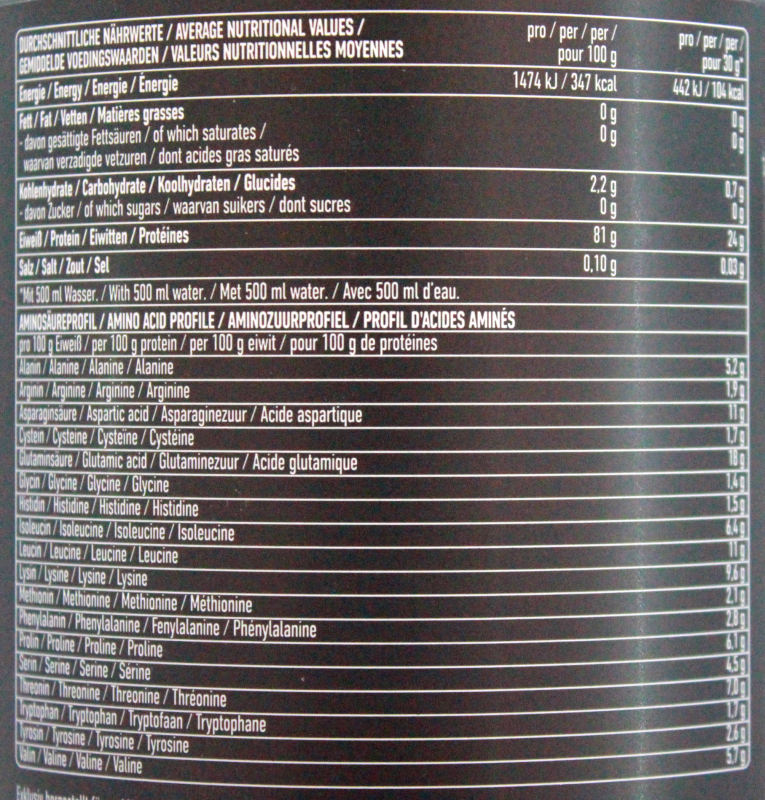 DURCHSCHNITTLICHE NÄHRWERTE / AVERAGE NUTRITIONAL VALUES /
GEMIDDELDE VOEDINGSWAARDEN / VALEURS NUTRITIONNELLES MOYENNES
pro / per / per /
pour 100 g
pro / per / per /
pour 30 g*
Energie / Energy / Energie / Énergie 1474 kJ / 347 kcal 442 kJ / 104 kcal
Fett / Fat / Vetten / Matières grasses 0 g 0 g
- davon gesättigte Fettsäuren / of which saturates / 0 g 0 g
waarvan verzadigde vetzuren / dont acides gras saturés
Kohlenhydrate / Carbohydrate / Koolhydraten / Glucides 2,2 g 0,7 g
- davon Zucker / of which sugars / waarvan suikers / dont sucres 0 g 0 g
Eiweiß / Protein / Eiwitten / Protéines 81 g 24 g
Salz / Salt / Zout / Sel 0,10 g 0,03 g
*Mit 500 ml Wasser. / With 500 ml water. / Met 500 ml water. / Avec 500 ml d'eau.
AMINOSÄUREPROFIL / AMINO ACID PROFILE / AMINOZUURPROFIEL / PROFIL D'ACIDES AMINÉS
pro 100 g Eiweiß / per 100 g protein / per 100 g eiwit / pour 100 g de protéines
Alanin / Alanine / Alanine / Alanine 5,2 g
Arginin / Arginine / Arginine / Arginine 1,9 g
Asparaginsäure / Aspartic acid / Asparaginezuur / Acide aspartique 11 g
Cystein / Cysteine / Cysteïne / Cystéine 1,7 g
Glutaminsäure / Glutamic acid / Glutaminezuur / Acide glutamique 18 g
Glycin / Glycine / Glycine / Glycine 1,4 g
Histidin / Histidine / Histidine / Histidine 1,5 g
Isoleucin / Isoleucine / Isoleucine / Isoleucine 6,4 g
Leucin / Leucine / Leucine / Leucine 11 g
Lysin / Lysine / Lysine / Lysine 9,6 g
Methionin / Methionine / Methionine / Méthionine 2,1 g
Phenylalanin / Phenylalanine / Fenylalanine / Phénylalanine 2,8 g
Prolin / Proline / Proline / Proline 6,1 g
Serin / Serine / Serine / Sérine 4,5 g
Threonin / Threonine / Threonine / Thréonine 7,0 g
Tryptophan / Tryptophan / Tryptofaan / Tryptophane 1,7 g
Tyrosin / Tyrosine / Tyrosine / Tyrosine 2,6 g
Valin / Valine / Valine / Valine 5,7 g